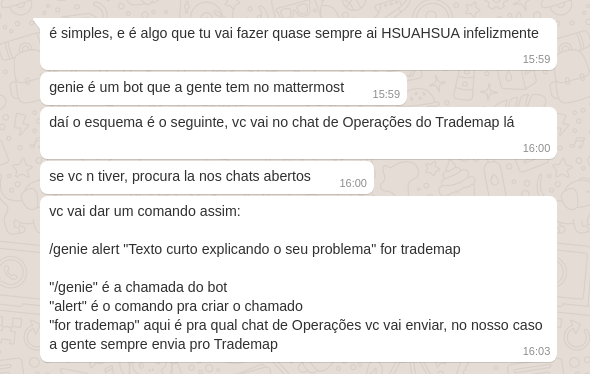 é simples, e é algo que tu vai fazer quase sempre ai HSUAHSUA infelizmente
15:59
genie é um bot que a gente tem no mattermost
15:59
daí o esquema é o seguinte, vc vai no chat de Operações do Trademap lá
16:00
se vc n tiver, procura la nos chats abertos
16:00
vc vai dar um comando assim:
/genie alert "Texto curto explicando o seu problema" for trademap
"/genie" é a chamada do bot
"alert" é o comando pra criar o chamado
"for trademap" aqui é pra qual chat de Operações vc vai enviar, no nosso caso
a gente sempre envia pro Trademap
16:03